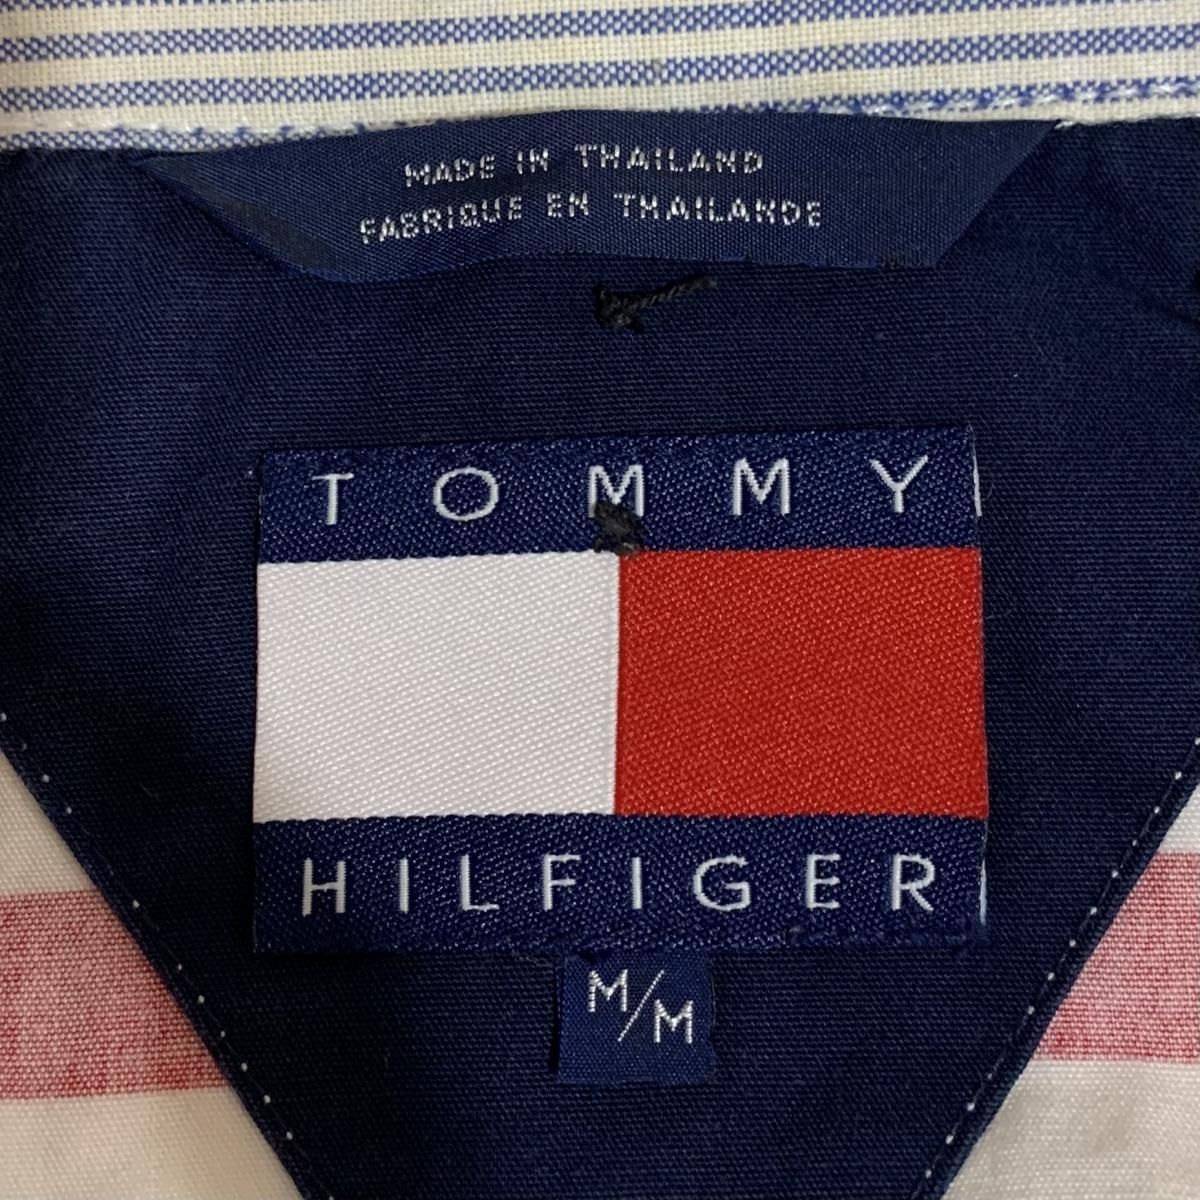 MADE IN THAILAND
FABRIQUE EN THAILANDE
TOMMY
HILFIGER
M/M